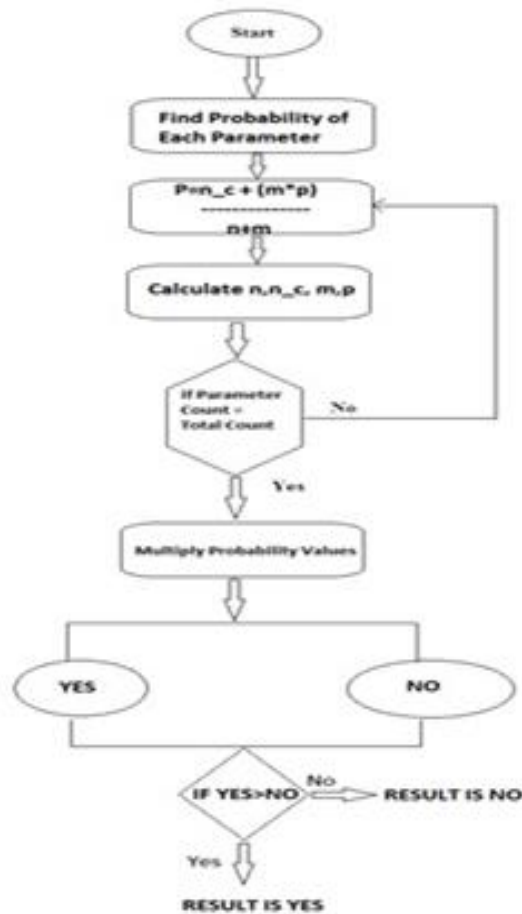 Start
Find Probability of
Each Parameter
P=n_c + (m*p)
--------------
n+m
Calculate n,n_c, m,p
if Parameter
Count =
Total Count
No
Yes
Multiply Probability Values
YES
NO
IF YES>NO
No
RESULT IS NO
Yes
RESULT IS YES